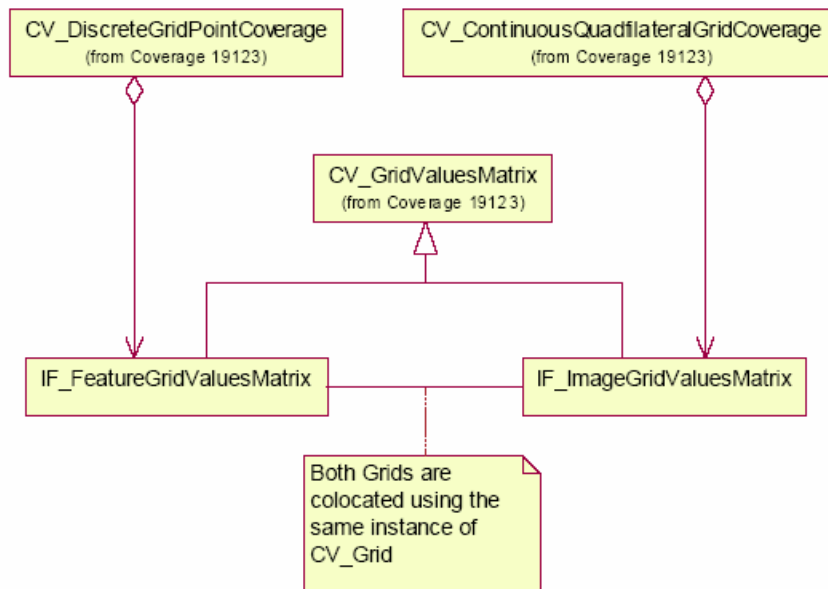 CV_DiscreteGridPointCoverage
(from Coverage 19123)
CV_ContinuousQuadrilateralGridCoverage
(from Coverage 19123)
CV_GridValuesMatrix
(from Coverage 19123)
IF_FeatureGridValuesMatrix
IF_ImageGridValuesMatrix
Both Grids are
colocated using the
same instance of
CV_Grid